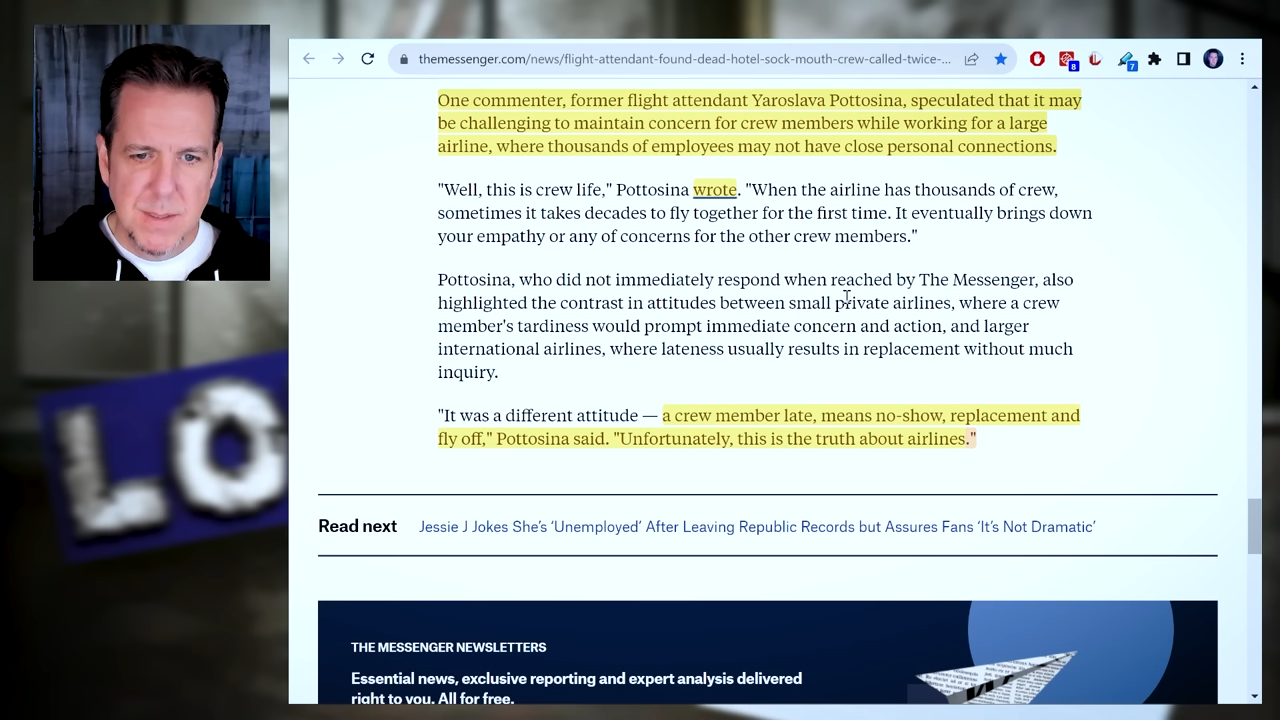 themessenger.com/news/flight-attendant-found-dead-hotel-sock-mouth-crew-called-twice-...
8
7
One commenter, former flight attendant Yaroslava Pottosina, speculated that it may
be challenging to maintain concern for crew members while working for a large
airline, where thousands of employees may not have close personal connections.
"Well, this is crew life," Pottosina wrote. "When the airline has thousands of crew,
sometimes it takes decades to fly together for the first time. It eventually brings down
your empathy or any of concerns for the other crew members."
Pottosina, who did not immediately respond when reached by The Messenger, also
highlighted the contrast in attitudes between small private airlines, where a crew
member's tardiness would prompt immediate concern and action, and larger
international airlines, where lateness usually results in replacement without much
inquiry.
"It was a different attitude — a crew member late, means no-show, replacement and
fly off," Pottosina said. "Unfortunately, this is the truth about airlines."
LO
Read next Jessie J Jokes She's 'Unemployed' After Leaving Republic Records but Assures Fans 'It's Not Dramatic'
THE MESSENGER NEWSLETTERS
Essential news, exclusive reporting and expert analysis delivered
right to you. All for free.